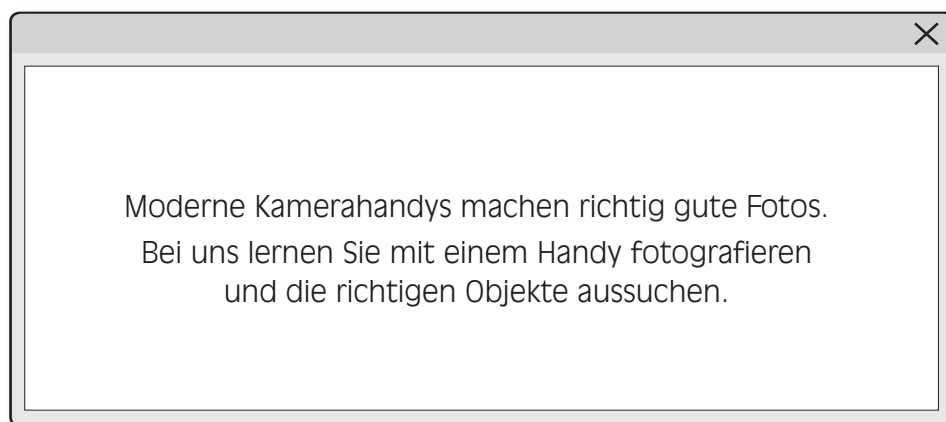 Moderne Kamerahandys machen richtig gute Fotos.
Bei uns lernen Sie mit einem Handy fotografieren
und die richtigen Objekte aussuchen.